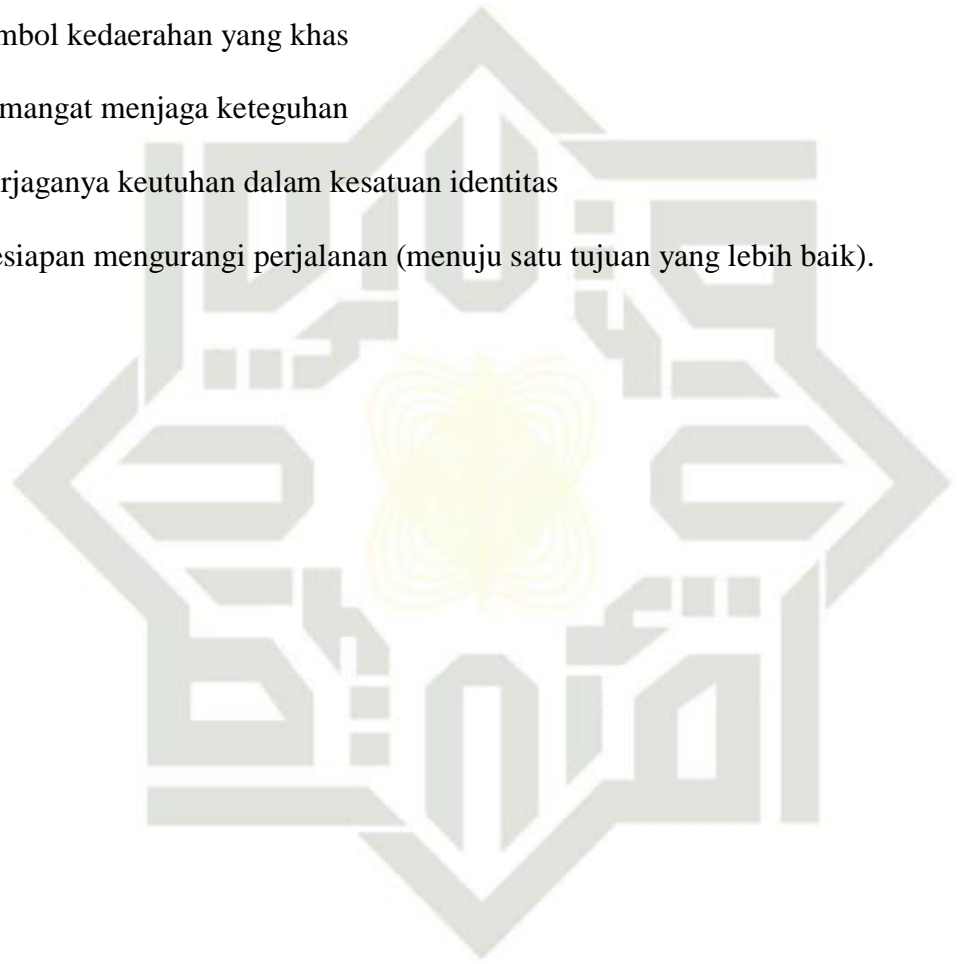 mbol kedaerahan yang khas
mangat menjaga keteguhan
rjaganya keutuhan dalam kesatuan identitas
esiapan mengurangi perjalanan (menuju satu tujuan yang lebih baik).